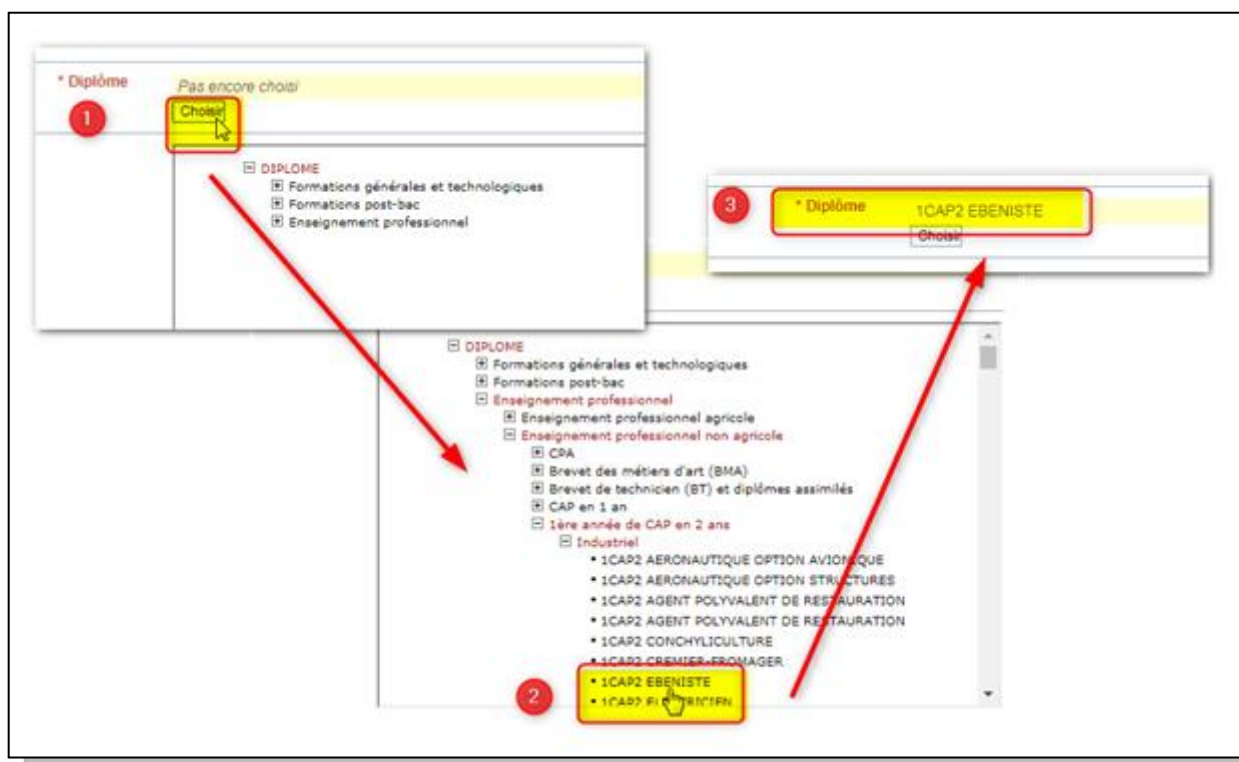 * Diplôme
Pas encore choisi
1
Choisir
DIPLOME
Formations générales et technologiques
Formations post-bac
Enseignement professionnel
3
* Diplôme
1CAP2 EBENISTE
Choisir
DIPLOME
Formations générales et technologiques
Formations post-bac
Enseignement professionnel
Enseignement professionnel agricole
Enseignement professionnel non agricole
CPA
Brevet des métiers d'art (BMA)
Brevet de technicien (BT) et diplômes assimilés
CAP en 1 an
1ère année de CAP en 2 ans
Industriel
• 1CAP2 AERONAUTIQUE OPTION AVIONIQUE
• 1CAP2 AERONAUTIQUE OPTION STRUCTURES
• 1CAP2 AGENT POLYVALENT DE RESTAURATION
• 1CAP2 AGENT POLYVALENT DE RESTAURATION
• 1CAP2 CONCHYLICULTURE
• 1CAP2 CREMIER-FROMAGER
2
• 1CAP2 EBENISTE
• 1CAP2 ELECTRICIEN